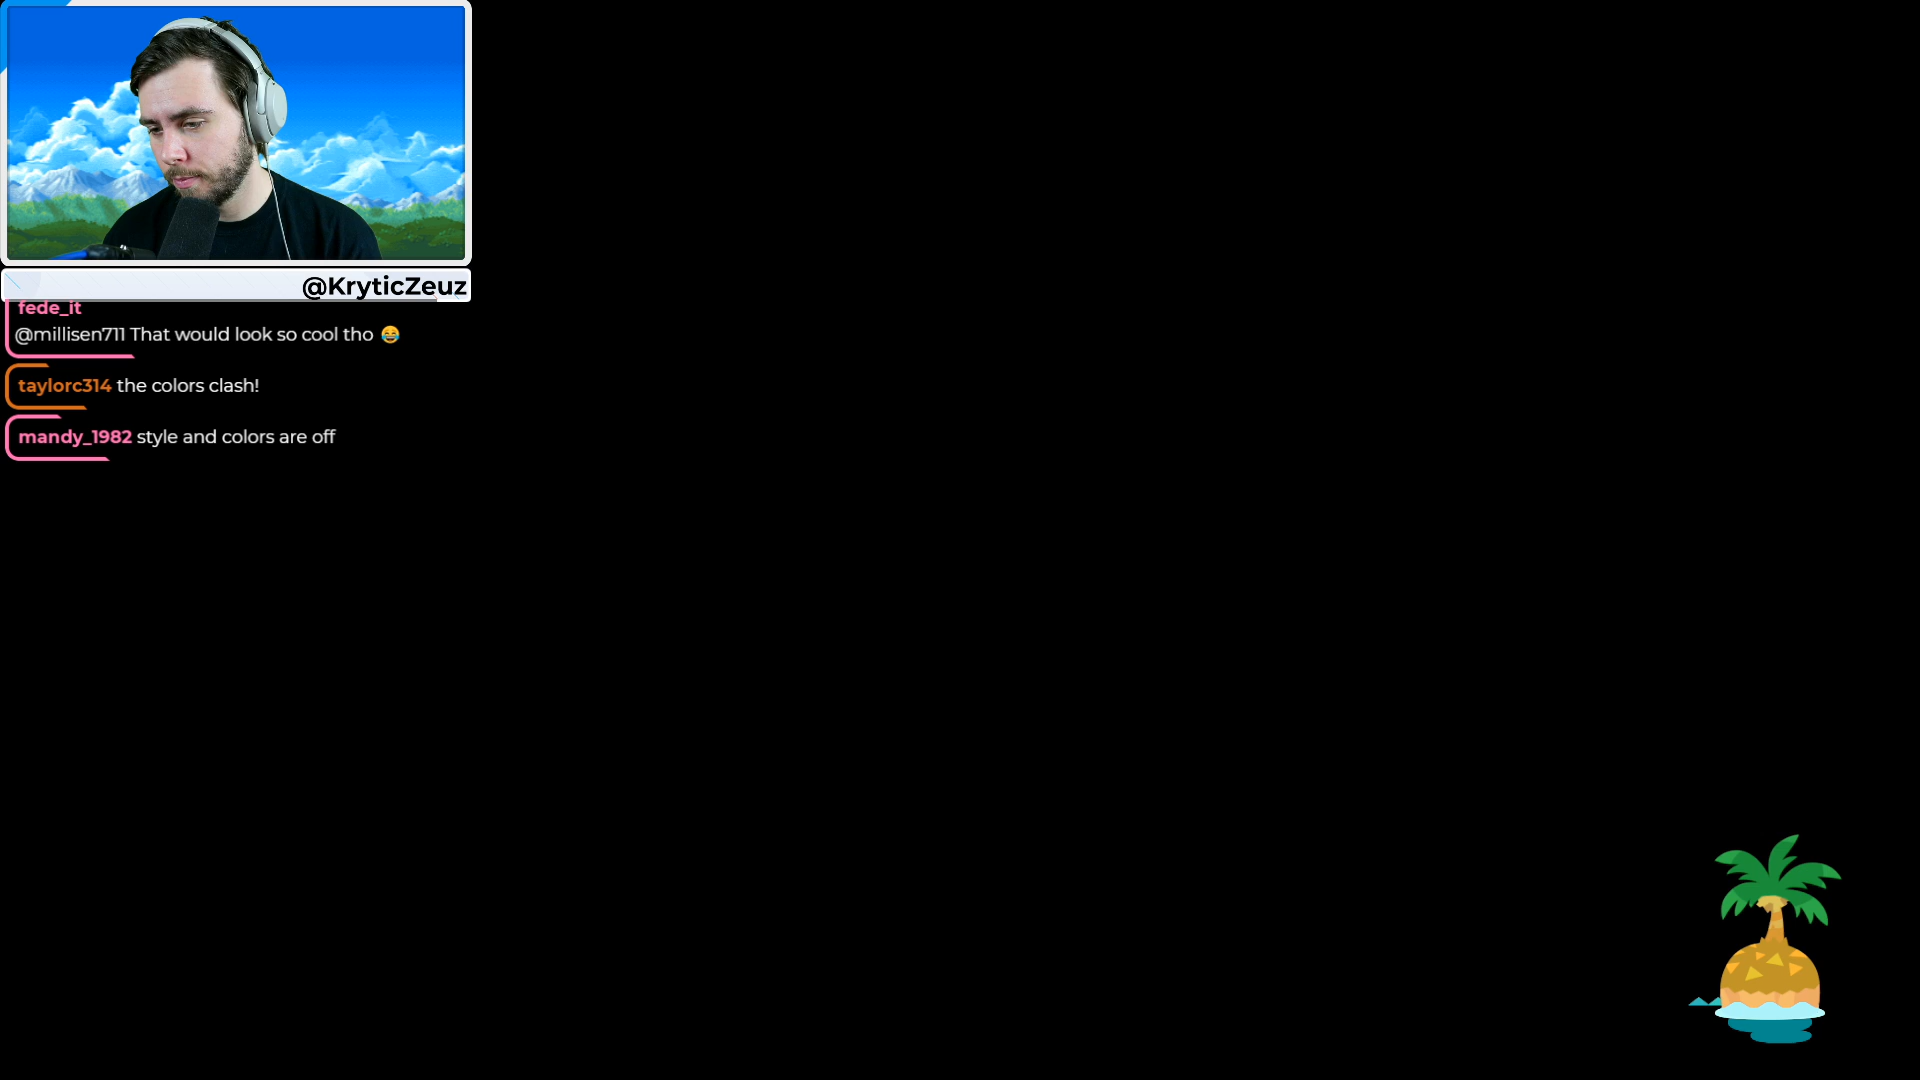 @KryticZeuz
fede_it
@millisen711 That would look so cool tho 😂
taylorc314 the colors clash!
mandy_1982 style and colors are off